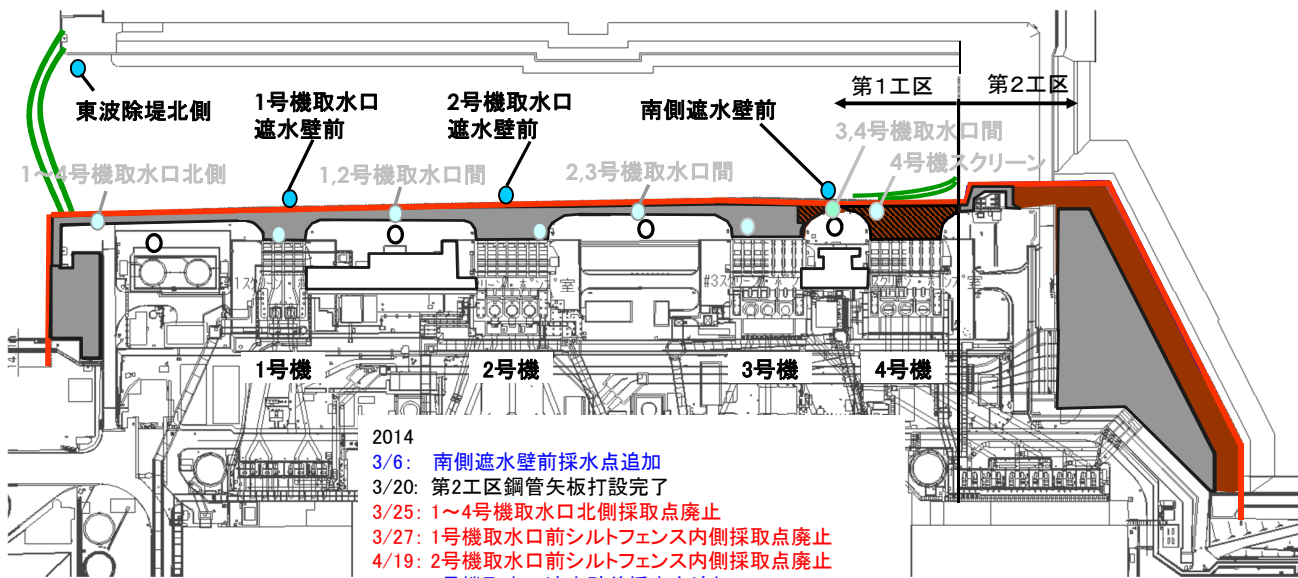 第1工区
第2工区
東波除堤北側
1号機取水口
遮水壁前
2号機取水口
遮水壁前
南側遮水壁前
3,4号機取水口間
4号機スクリーン
1～4号機取水口北側
1,2号機取水口間
2,3号機取水口間
1号機
2号機
3号機
4号機
2014
3/6: 南側遮水壁前採水点追加
3/20: 第2工区鋼管矢板打設完了
3/25: 1～4号機取水口北側採取点廃止
3/27: 1号機取水口前シルトフェンス内側採取点廃止
4/19: 2号機取水口前シルトフェンス内側採取点廃止